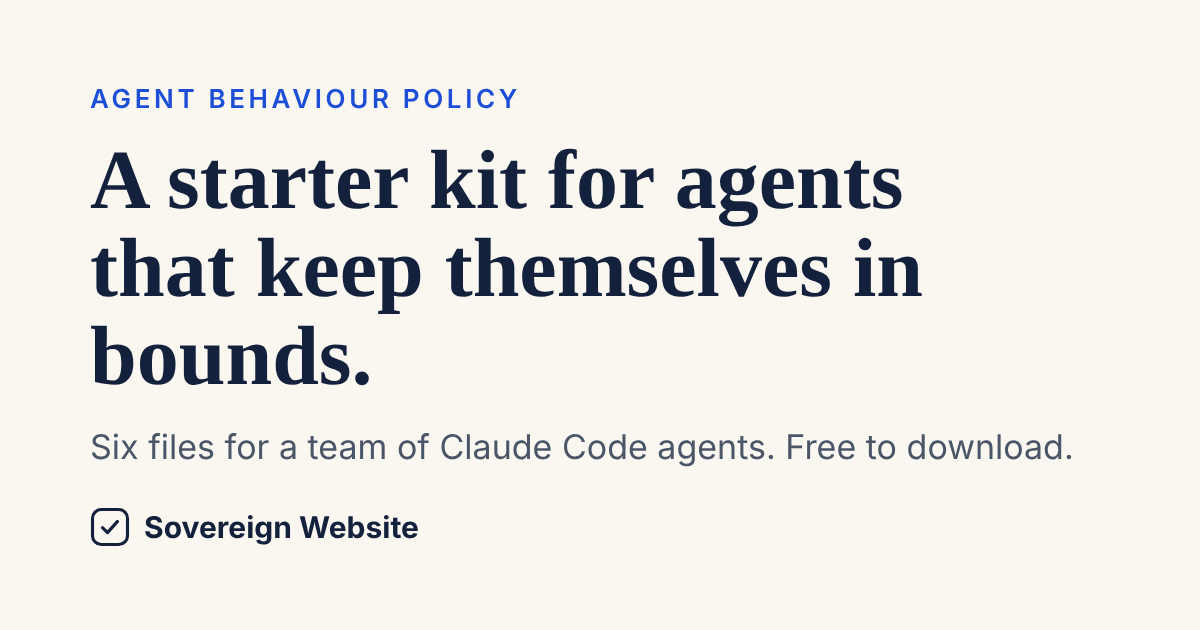 AGENT BEHAVIOUR POLICY
A starter kit for agents
that keep themselves in
bounds.
Six files for a team of Claude Code agents. Free to download.
Sovereign Website